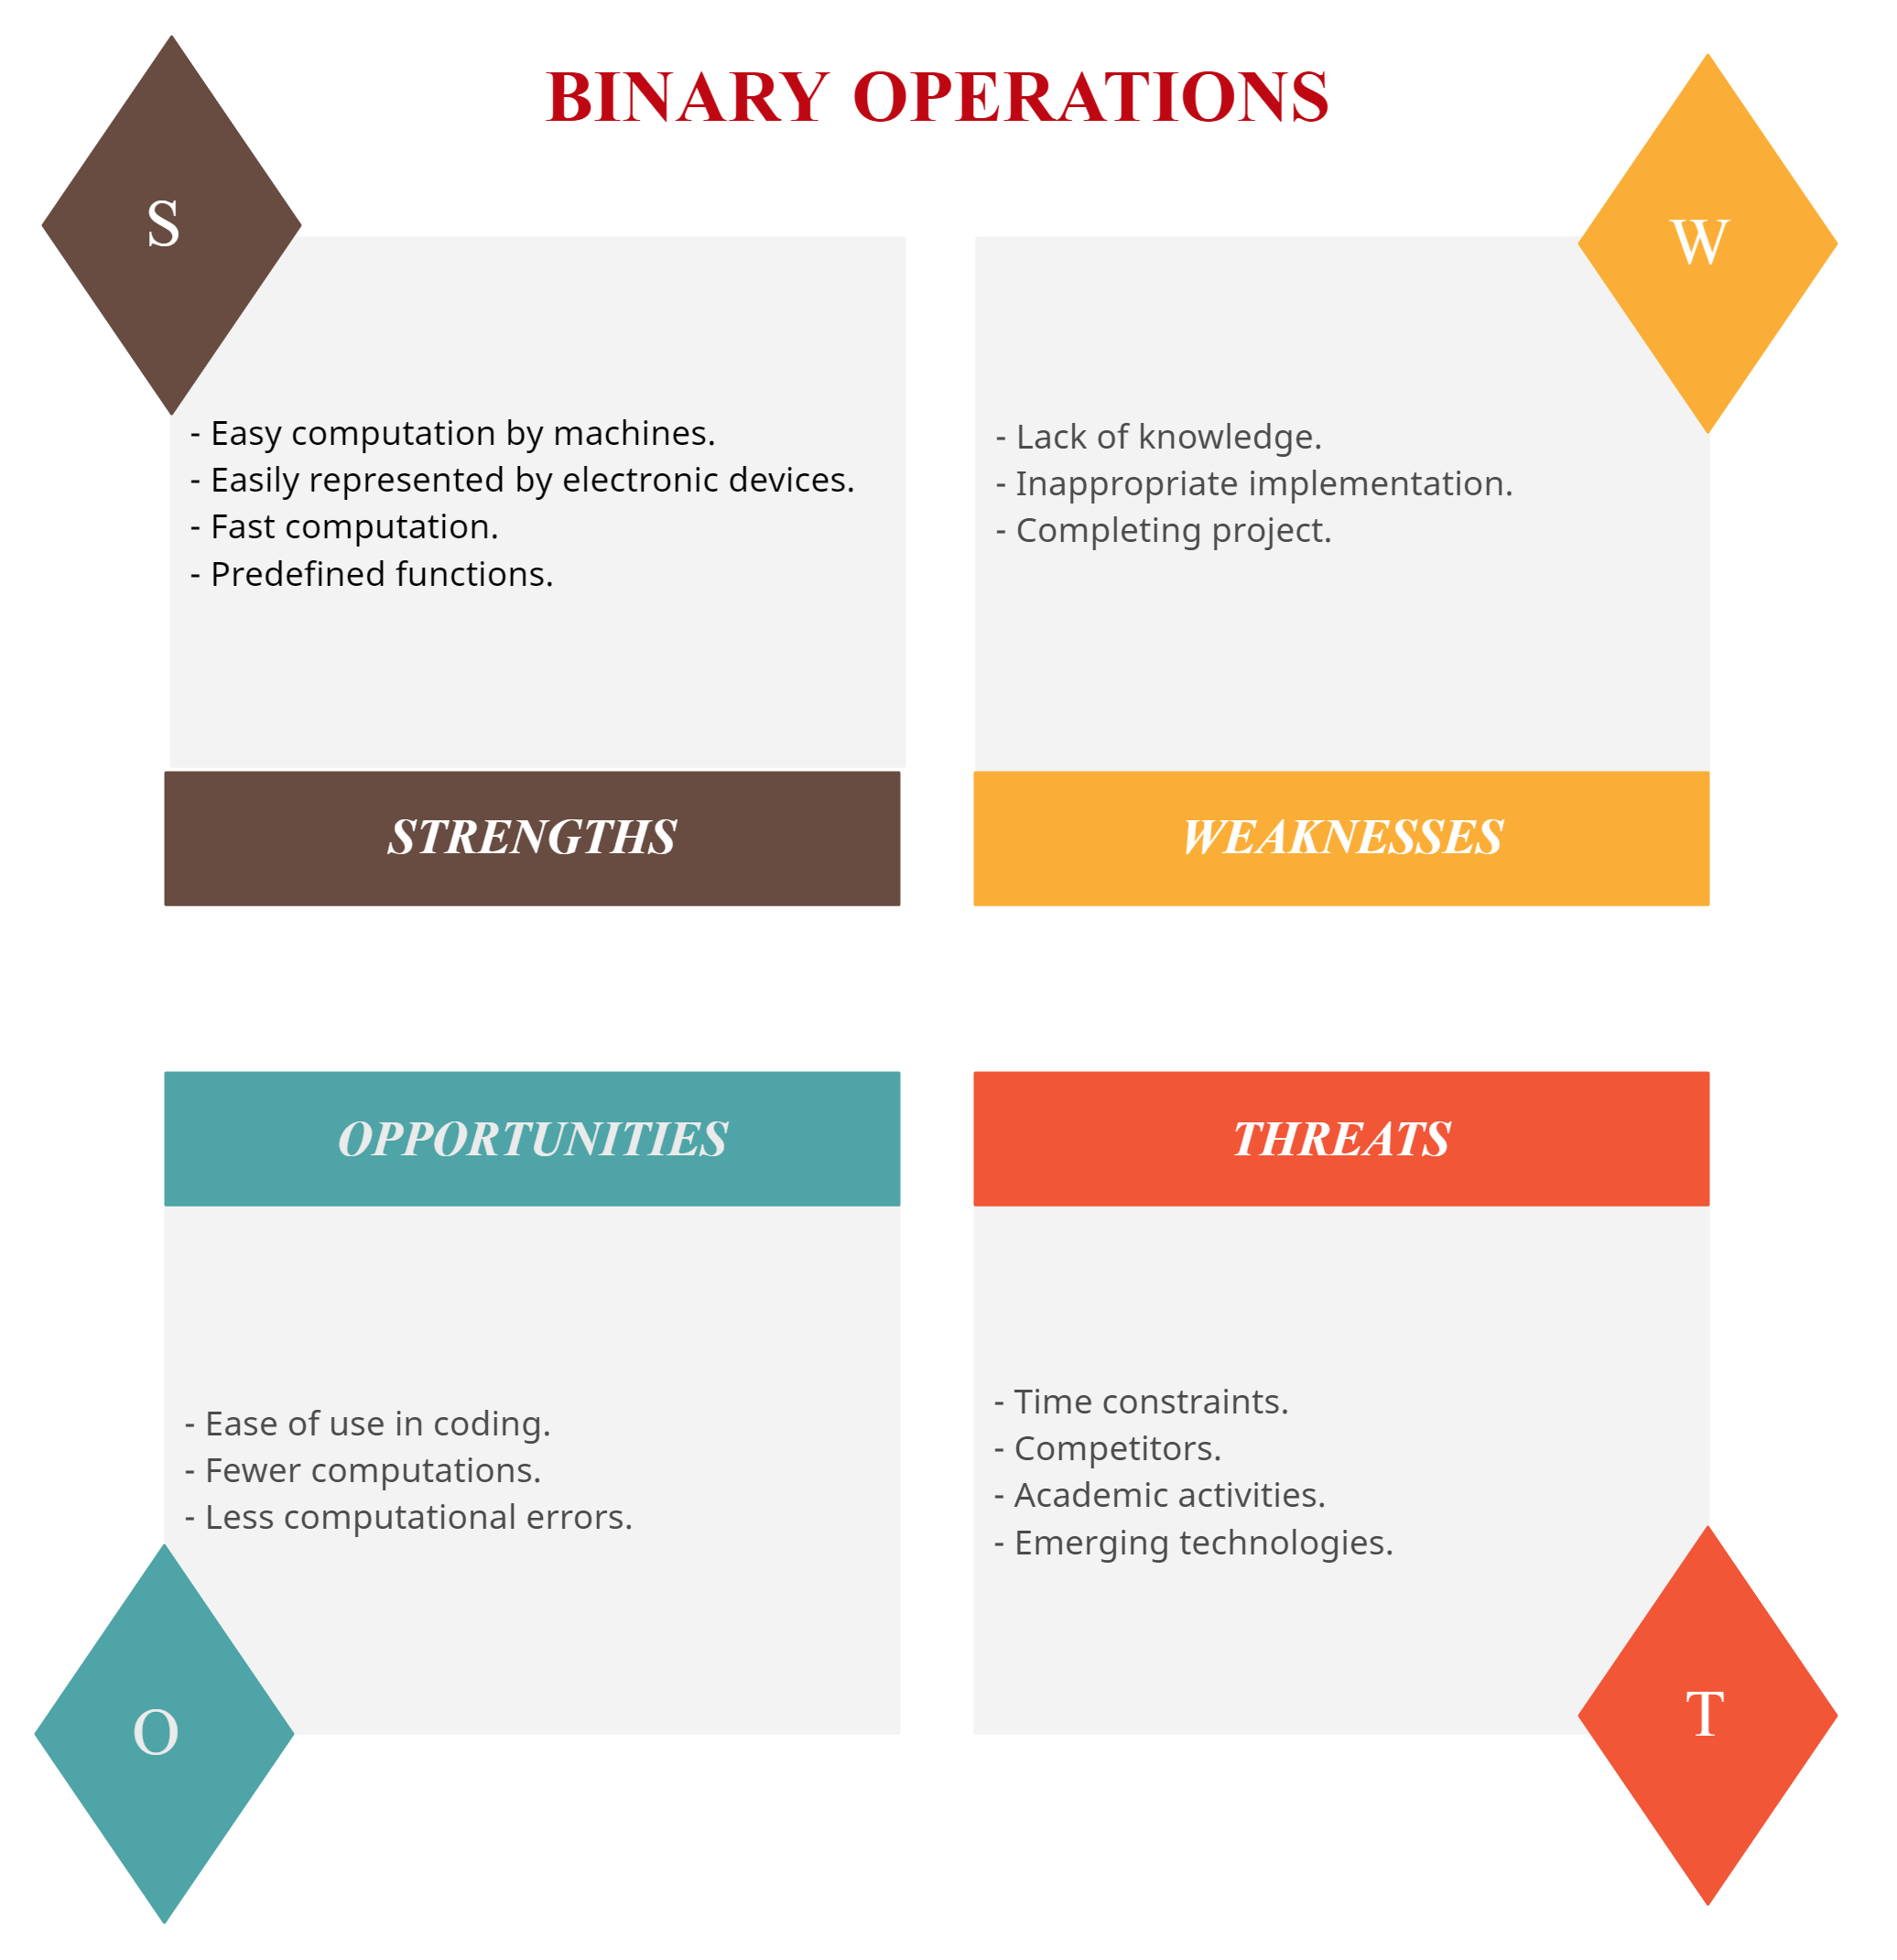 BINARY OPERATIONS
S
- Easy computation by machines.
- Easily represented by electronic devices.
- Fast computation.
- Predefined functions.
STRENGTHS
W
- Lack of knowledge.
- Inappropriate implementation.
- Completing project.
WEAKNESSES
OPPORTUNITIES
- Ease of use in coding.
- Fewer computations.
- Less computational errors.
O
THREATS
- Time constraints.
- Competitors.
- Academic activities.
- Emerging technologies.
T